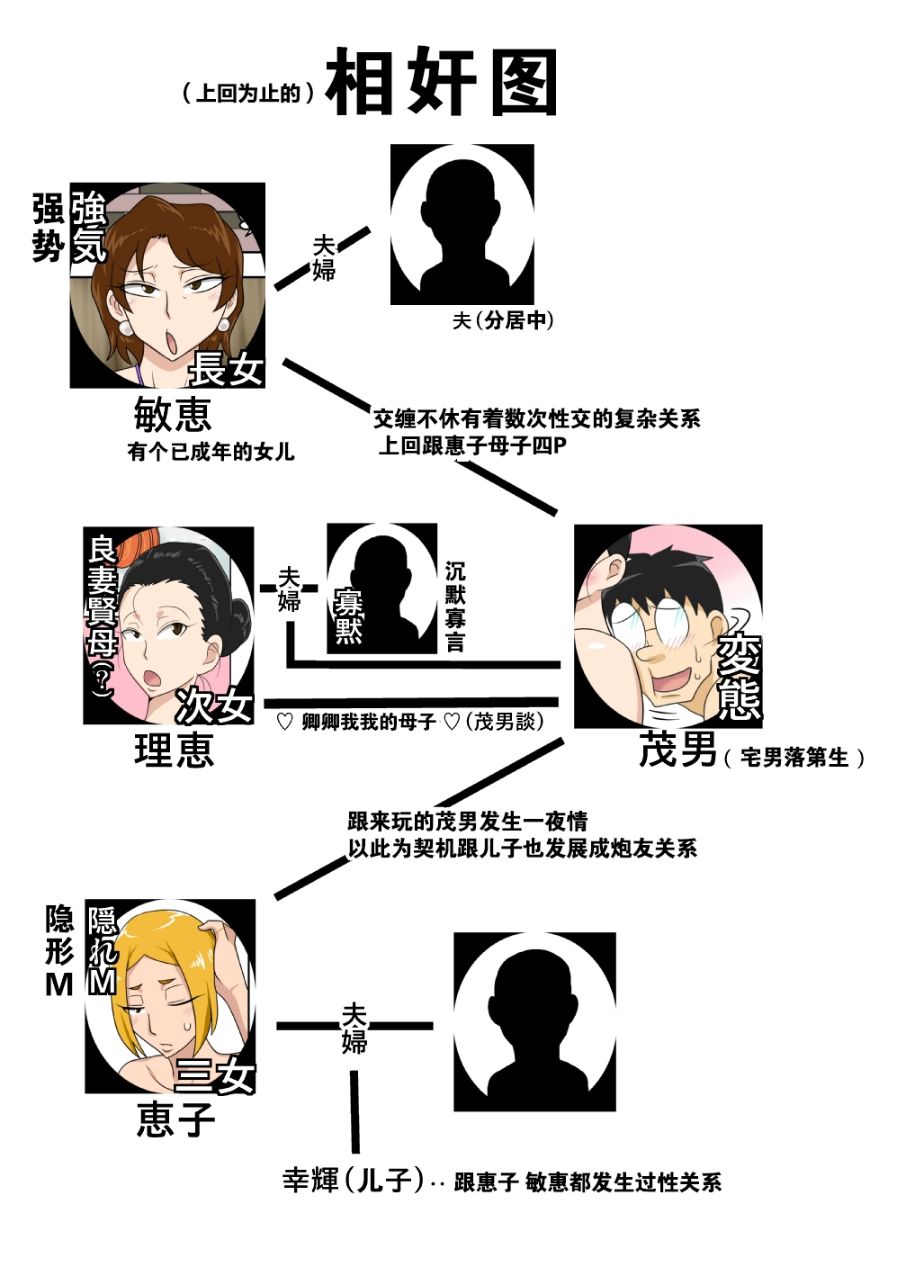 （上回为止的）相奸图
强势
強気
長女
敏恵
有个已成年的女儿
夫婦
夫（分居中）
交缠不休有着数次性交的复杂关系
上回跟惠子母子四P
良妻賢母（？）
次女
理恵
夫婦
寡黙
沉默寡言
♡ 卿卿我我的母子 ♡（茂男談）
変態
茂男（宅男落第生）
跟来玩的茂男发生一夜情
以此为契机跟儿子也发展成炮友关系
隐形M
隠れM
三女
恵子
夫婦
幸輝（儿子）‥ 跟惠子 敏惠都发生过性关系